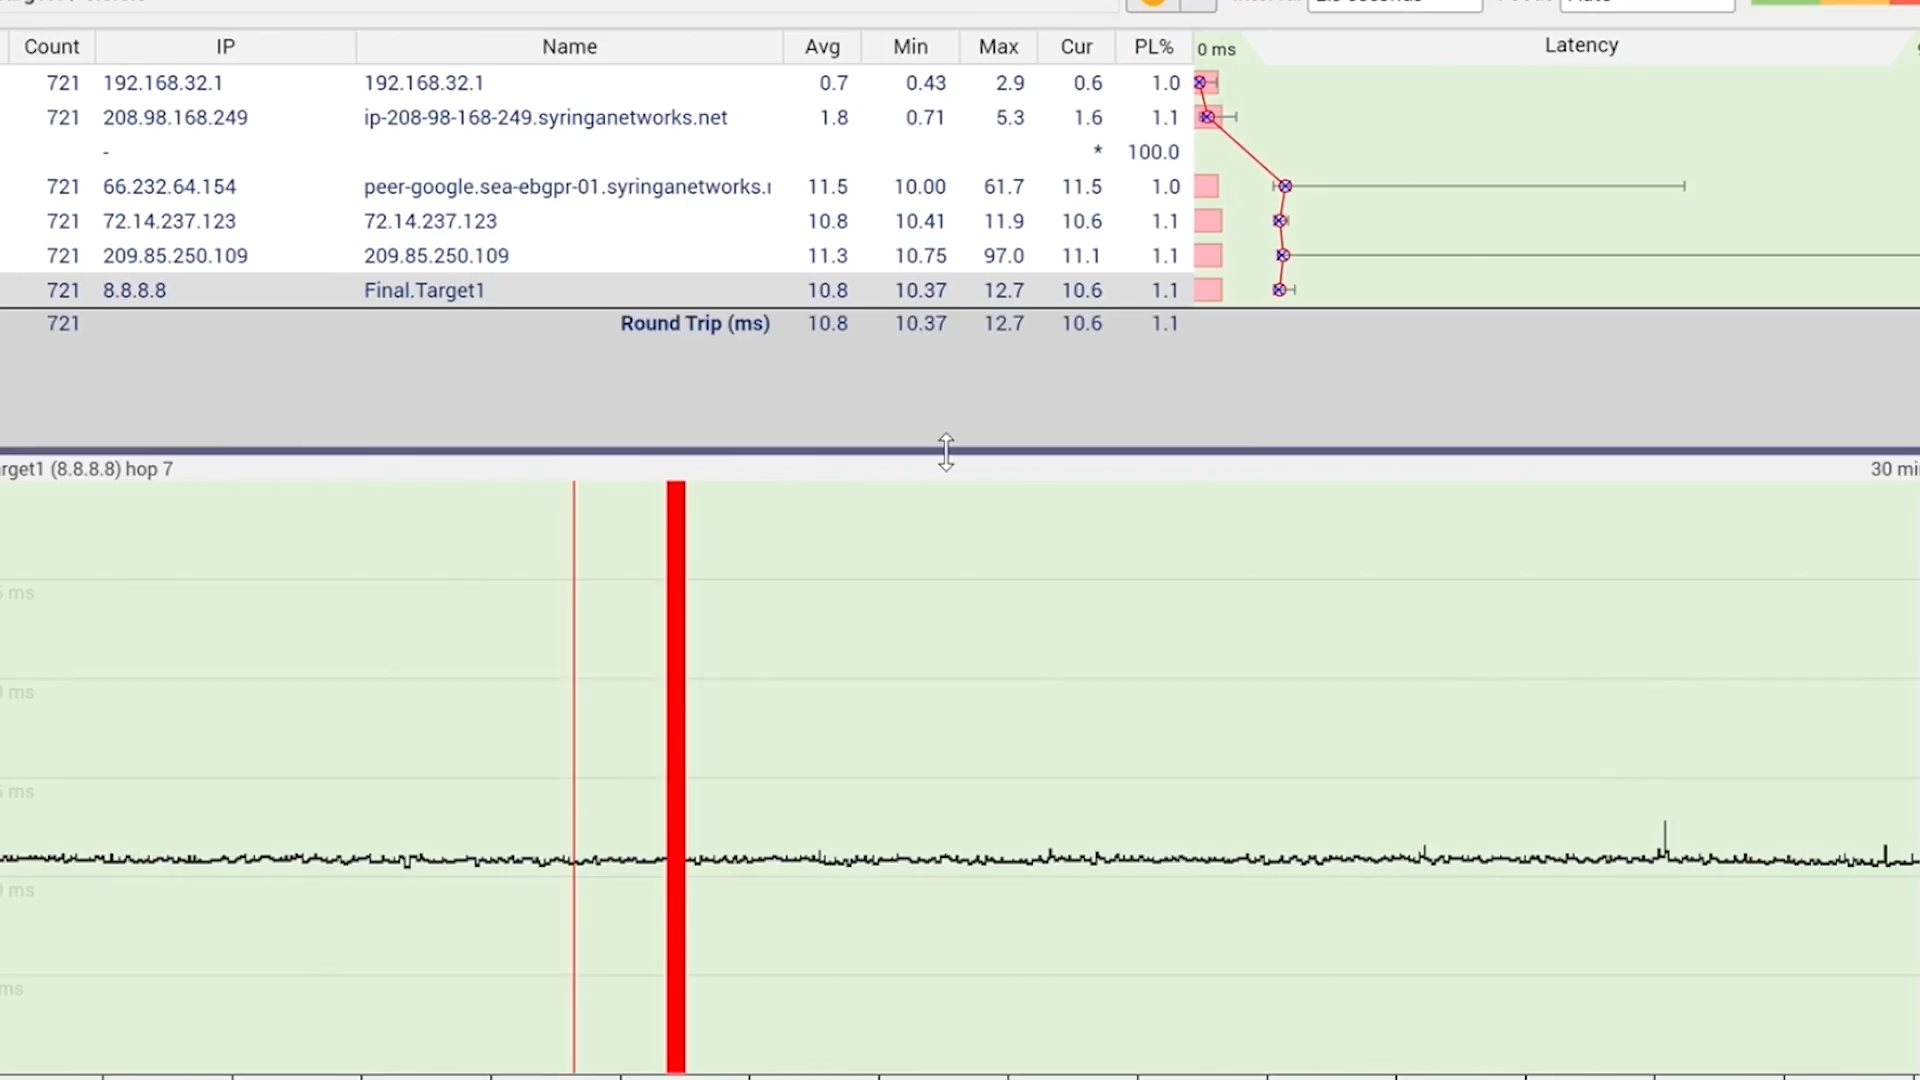 Count IP Name Avg Min Max Cur PL% 0 ms Latency
721 192.168.32.1 192.168.32.1 0.7 0.43 2.9 0.6 1.0
721 208.98.168.249 ip-208-98-168-249.syringanetworks.net 1.8 0.71 5.3 1.6 1.1
- * 100.0
721 66.232.64.154 peer-google.sea-ebgpr-01.syringanetworks. 11.5 10.00 61.7 11.5 1.0
721 72.14.237.123 72.14.237.123 10.8 10.41 11.9 10.6 1.1
721 209.85.250.109 209.85.250.109 11.3 10.75 97.0 11.1 1.1
721 8.8.8.8 Final.Target1 10.8 10.37 12.7 10.6 1.1
721 Round Trip (ms) 10.8 10.37 12.7 10.6 1.1
rget1 (8.8.8.8) hop 7 30 mi
ms
ms
ms
ms
ms